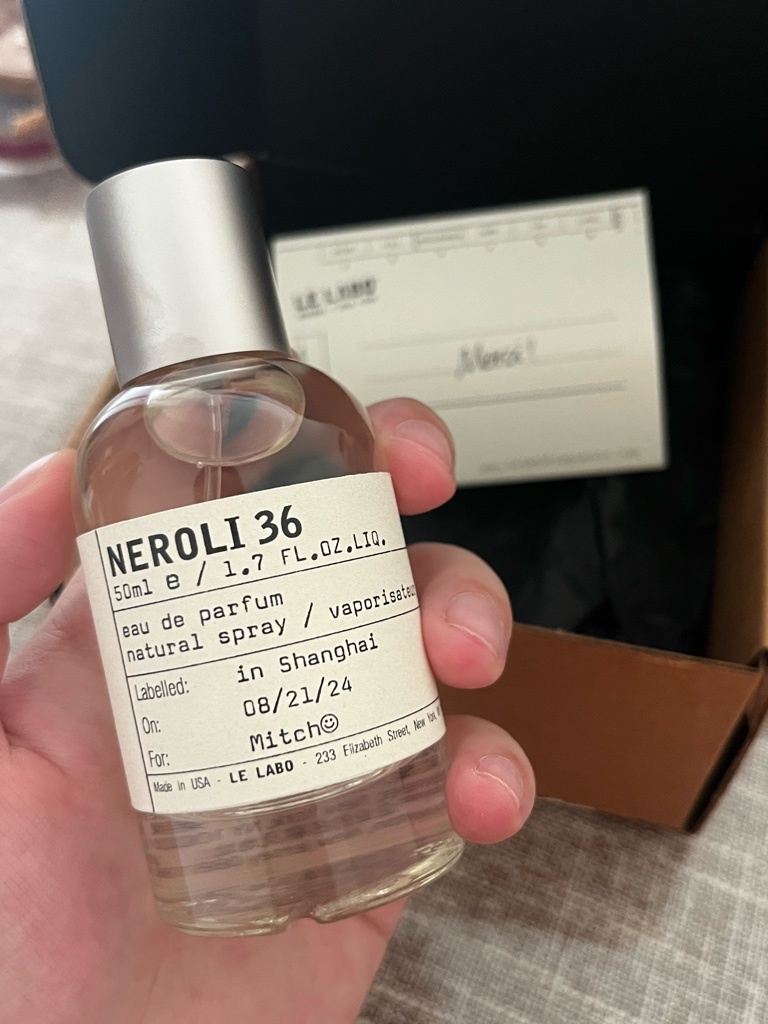 NEROLI 36
50ml e / 1.7 FL.OZ.LIQ.
eau de parfum
natural spray / vaporisateur
Labelled: in Shanghai
On: 08/21/24
For: Mitch☺
Made in USA - LE LABO - 233 Elizabeth Street, New York,
LE LABO
Merci!